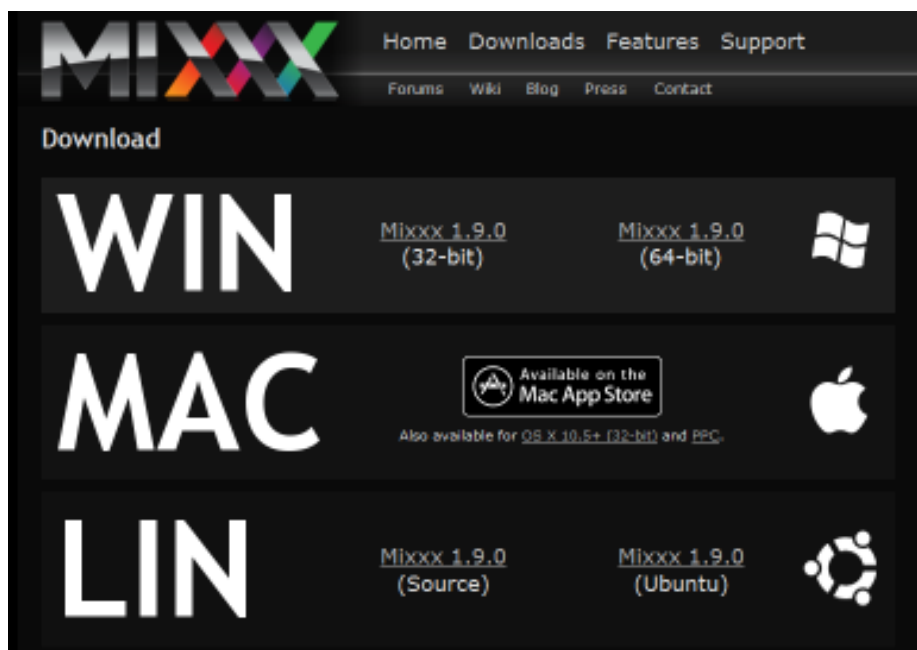 MIXXX
Home Downloads Features Support
Forums Wiki Blog Press Contact
Download
WIN
Mixxx 1.9.0
(32-bit)
Mixxx 1.9.0
(64-bit)
MAC
Available on the
Mac App Store
Also available for OS X 10.5+ (32-bit) and PPC.
LIN
Mixxx 1.9.0
(Source)
Mixxx 1.9.0
(Ubuntu)